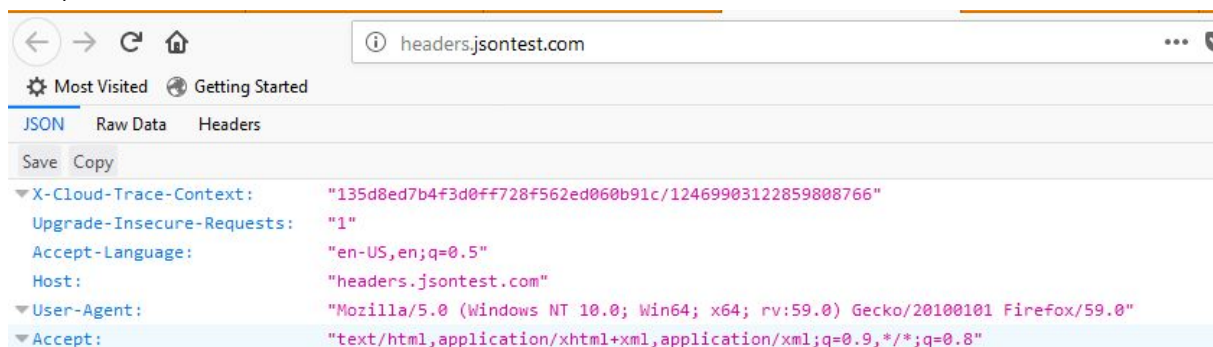 headers.jsontest.com
Most Visited Getting Started
JSON Raw Data Headers
Save Copy
X-Cloud-Trace-Context: "135d8ed7b4f3d0ff728f562ed060b91c/12469903122859808766"
Upgrade-Insecure-Requests: "1"
Accept-Language: "en-US,en;q=0.5"
Host: "headers.jsontest.com"
User-Agent: "Mozilla/5.0 (Windows NT 10.0; Win64; x64; rv:59.0) Gecko/20100101 Firefox/59.0"
Accept: "text/html,application/xhtml+xml,application/xml;q=0.9,*/*;q=0.8"